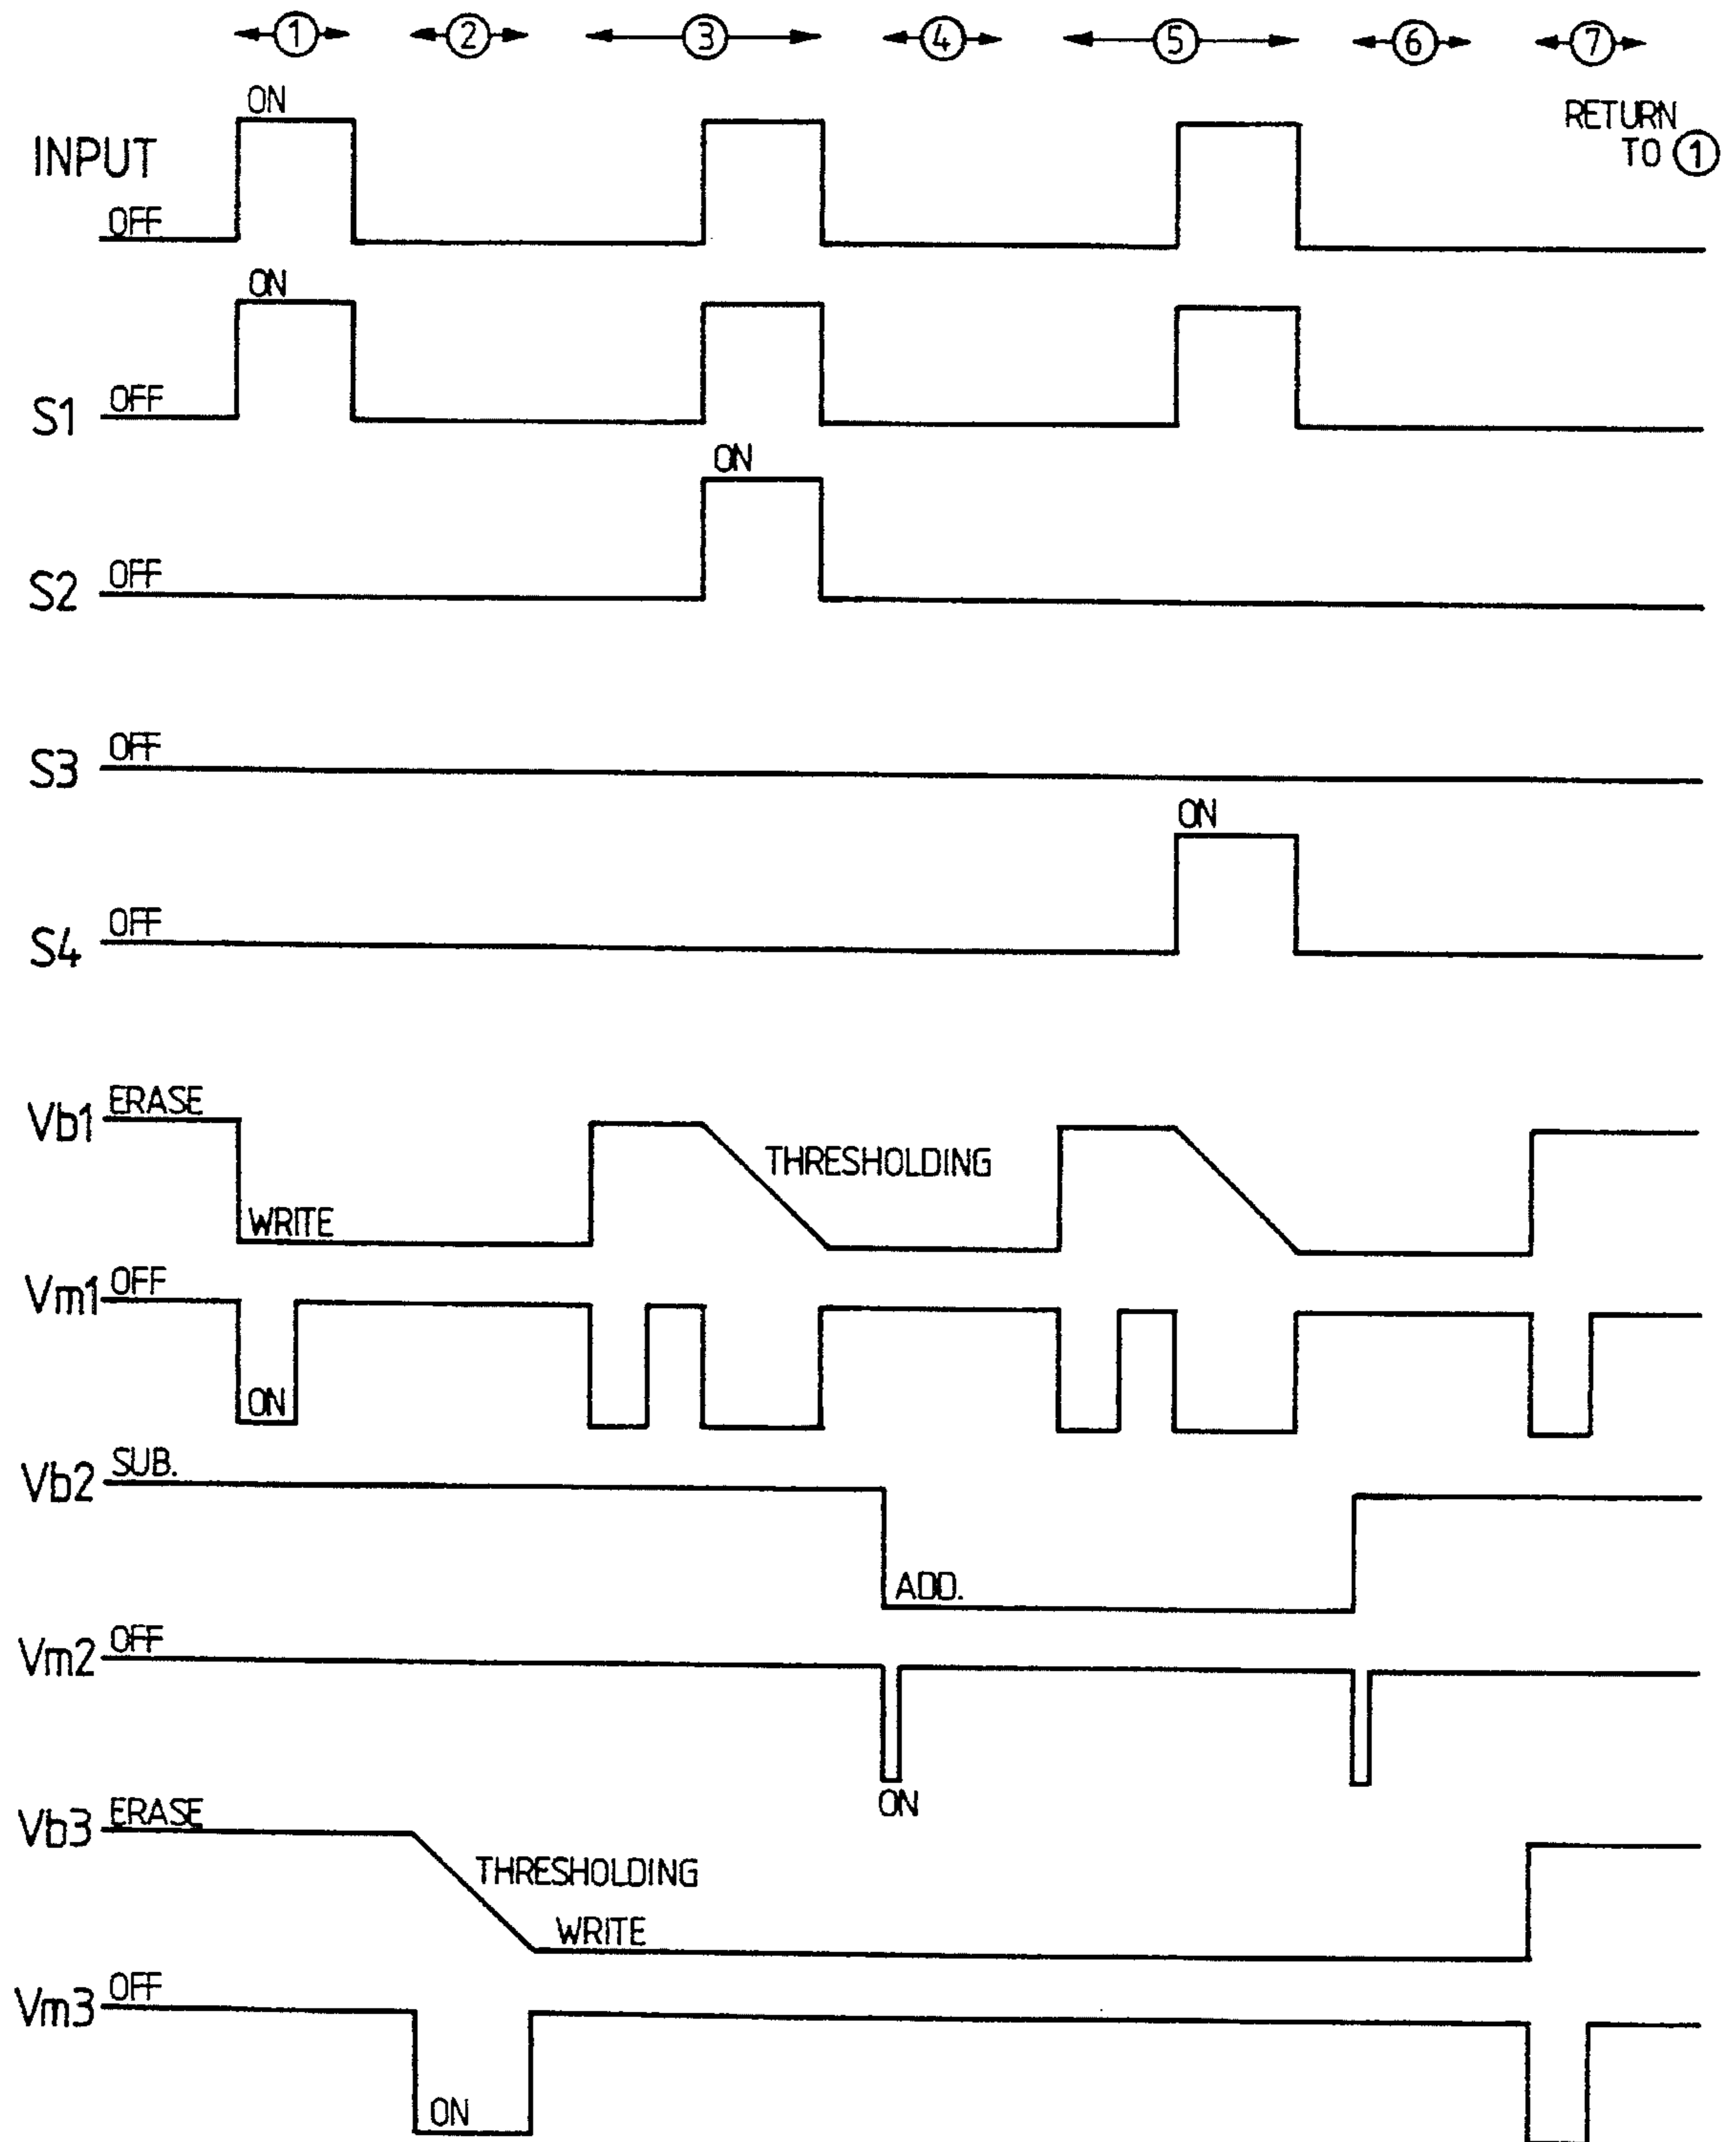 1 2 3 4 5 6 7
ON
RETURN
TO 1
INPUT
OFF
ON
S1 OFF
ON
S2 OFF
S3 OFF
ON
S4 OFF
Vb1 ERASE
THRESHOLDING
WRITE
Vm1 OFF
ON
Vb2 SUB.
ADD.
Vm2 OFF
ON
Vb3 ERASE
THRESHOLDING
WRITE
Vm3 OFF
ON